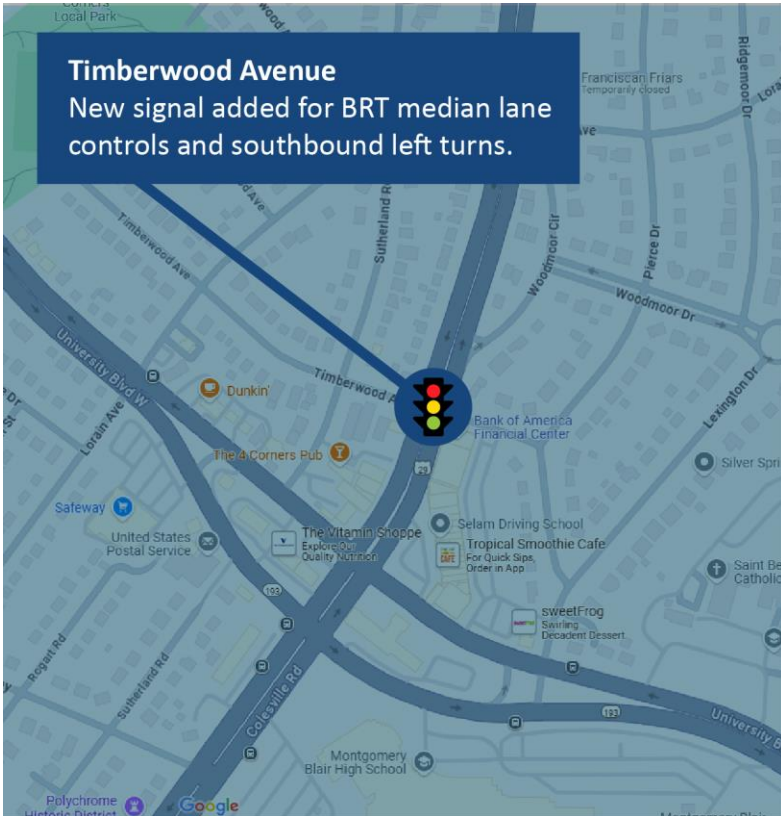 Local Park
Timberwood Avenue
New signal added for BRT median lane
controls and southbound left turns.
Franciscan Friars
Temporarily closed
Ridgemoor Dr
Timberwood Ave
Sutherland R
Woodmoor Cir
Pierce Dr
Woodmoor Dr
University Blvd W
Dunkin'
Timberwood A
Lexington Dr
Lorain Ave
Bank of America
Financial Center
The 4 Corners Pub
29
Silver Spri
Safeway
United States
Postal Service
The Vitamin Shoppe
Explore Our
Quality Nutrition
Selam Driving School
Tropical Smoothie Cafe
For Quick Sips,
Order in App
Saint Be
Catholic
193
sweetFrog
Swirling
Decadent Dessert
Rogart Rd
Sutherland Rd
Colesville Rd
193
University B
Montgomery
Blair High School
Polychrome
Historic District
Google